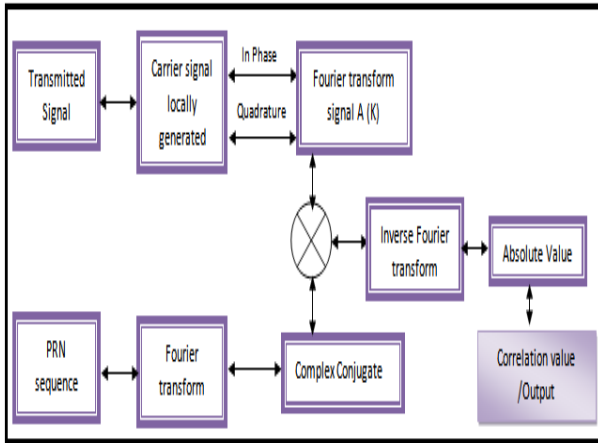 Transmitted
Signal
Carrier signal
locally
generated
In Phase
Quadrature
Fourier transform
signal A (K)
Inverse Fourier
transform
Absolute Value
PRN
sequence
Fourier
transform
Complex Conjugate
Correlation value
/Output